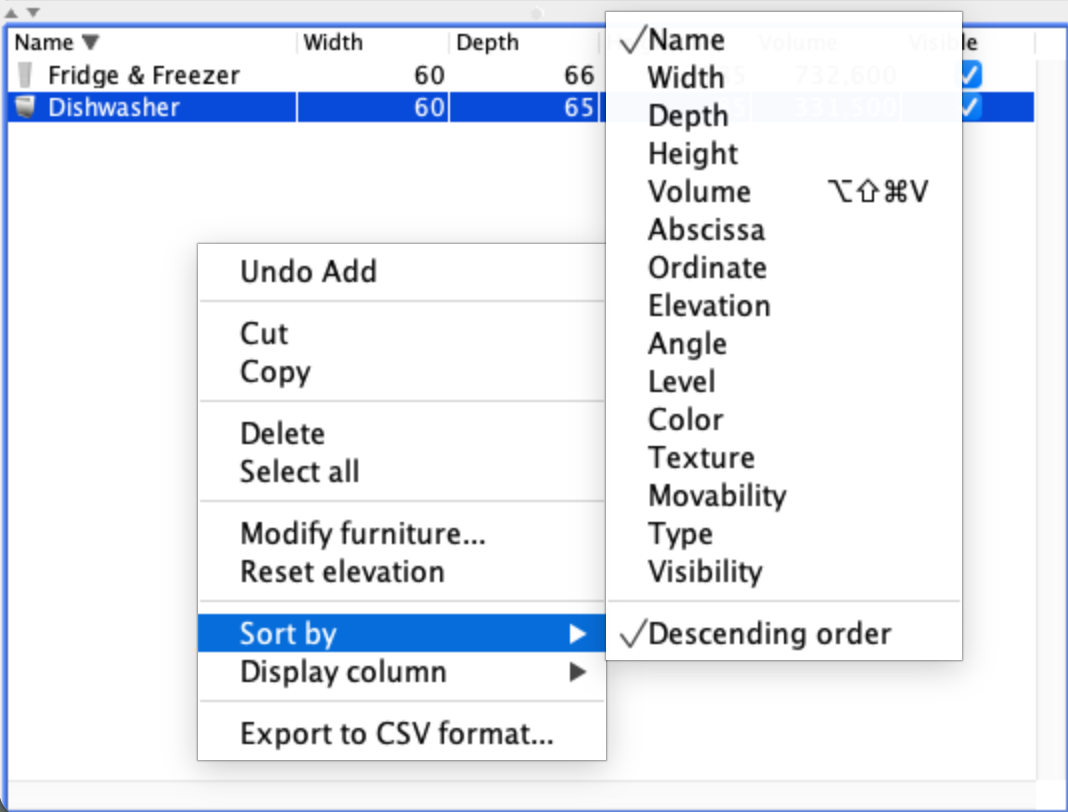 Name ▼ Width Depth Volume Visible
Fridge & Freezer 60 66 732,600
Dishwasher 60 65 331,500
Undo Add
Cut
Copy
Delete
Select all
Modify furniture...
Reset elevation
Sort by ▶
Display column ▶
Export to CSV format...
✓Name
Width
Depth
Height
Volume ⌥⇧⌘V
Abscissa
Ordinate
Elevation
Angle
Level
Color
Texture
Movability
Type
Visibility
✓Descending order